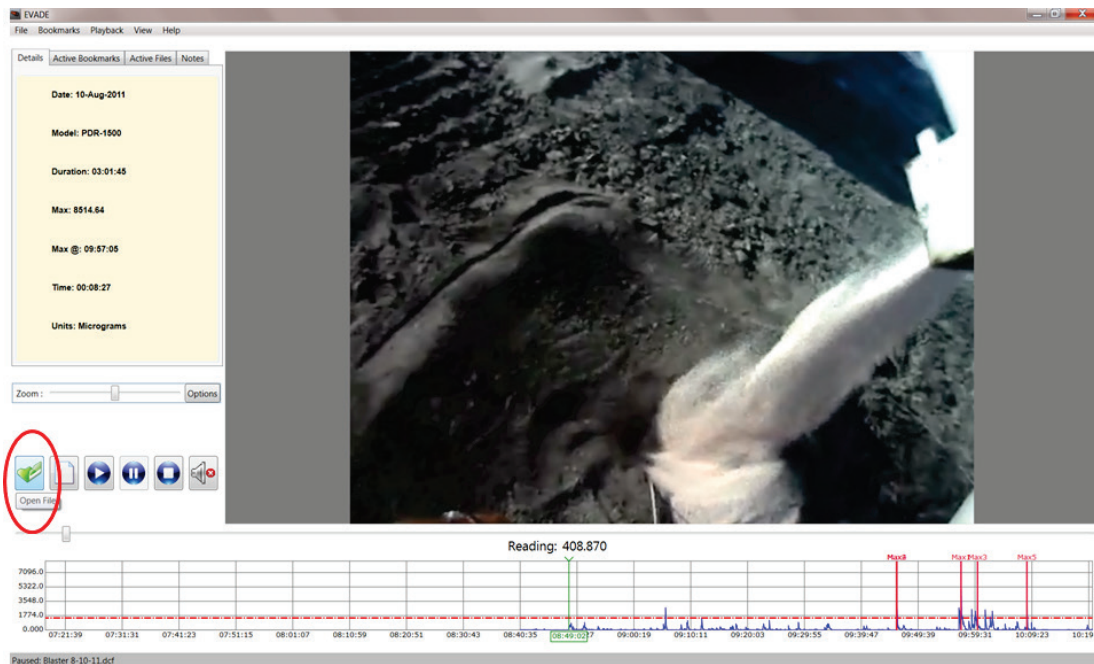 EVADE
File Bookmarks Playback View Help
Details Active Bookmarks Active Files Notes
Date: 10-Aug-2011
Model: PDR-1500
Duration: 03:01:45
Max: 8514.64
Max @: 09:57:05
Time: 00:08:27
Units: Micrograms
Zoom : Options
Open File
Reading: 408.870
Max1 Max3 Max5
7096.0
5322.0
3548.0
1774.0
0.000
07:21:39 07:31:31 07:41:23 07:51:15 08:01:07 08:10:59 08:20:51 08:30:43 08:40:35 08:49:02 09:00:19 09:10:11 09:20:03 09:29:55 09:39:47 09:49:39 09:59:31 10:09:23 10:19
Paused: Blaster 8-10-11.dcf